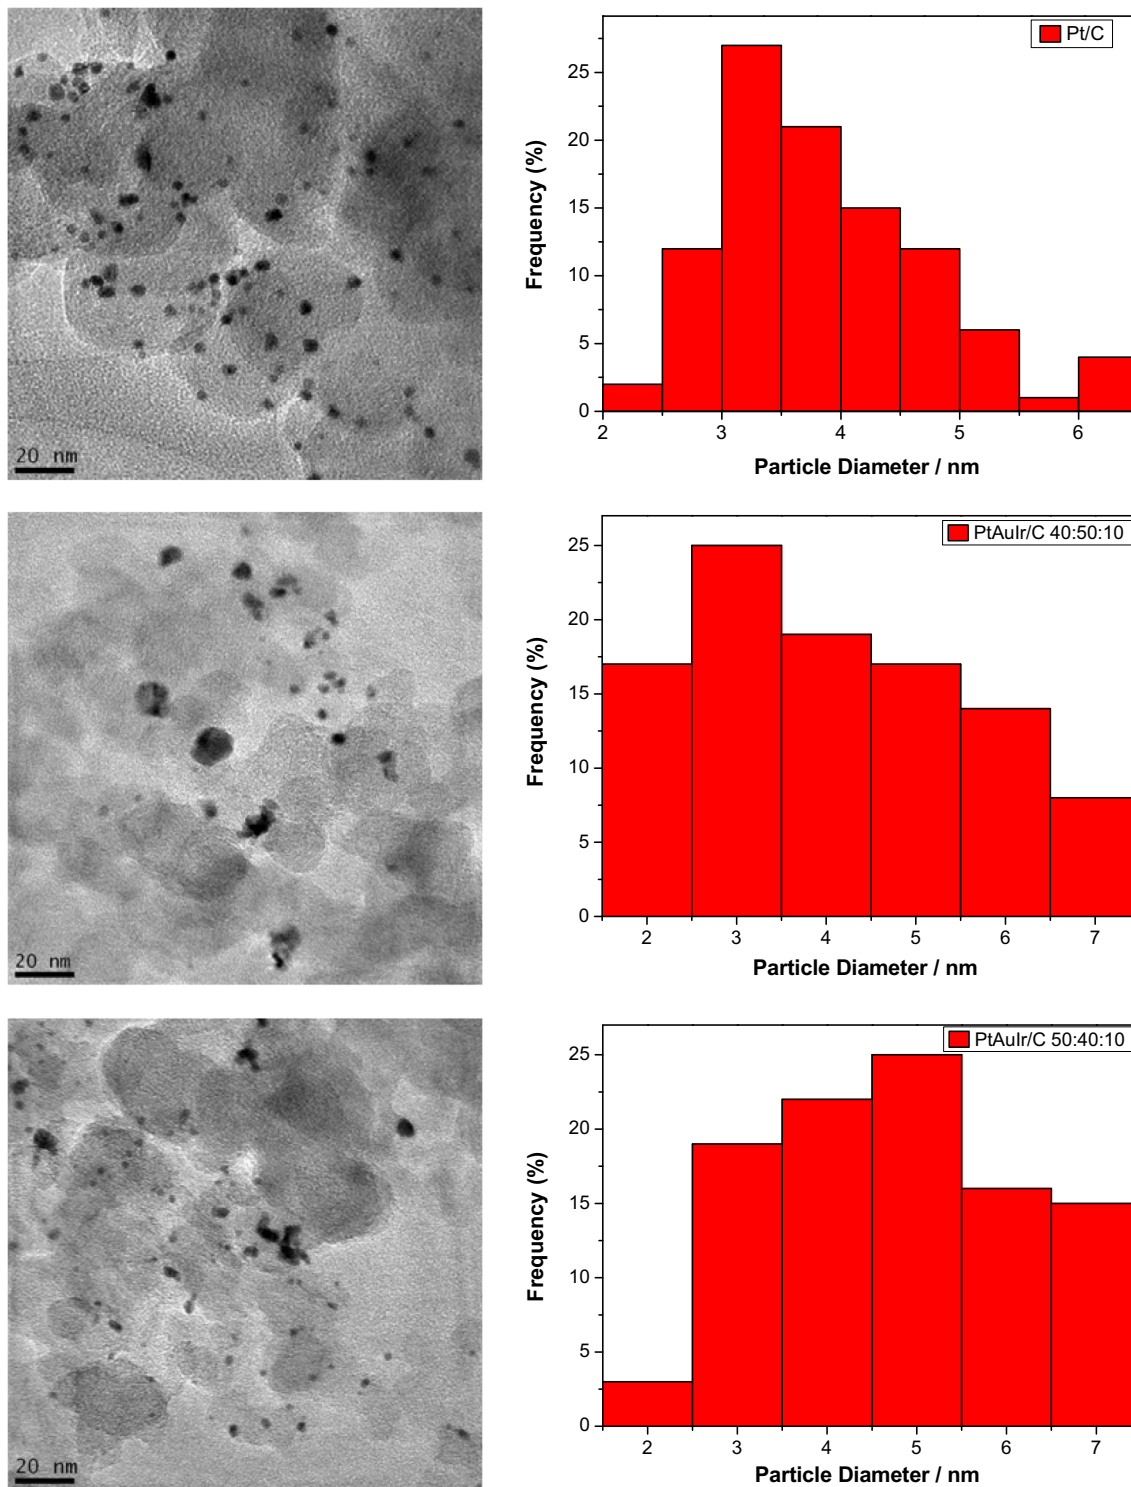 20 nm
Pt/C
25
20
15
10
5
0
2 3 4 5 6
Frequency (%)
Particle Diameter / nm
20 nm
PtAuIr/C 40:50:10
25
20
15
10
5
0
2 3 4 5 6 7
Frequency (%)
Particle Diameter / nm
20 nm
PtAuIr/C 50:40:10
25
20
15
10
5
0
2 3 4 5 6 7
Frequency (%)
Particle Diameter / nm